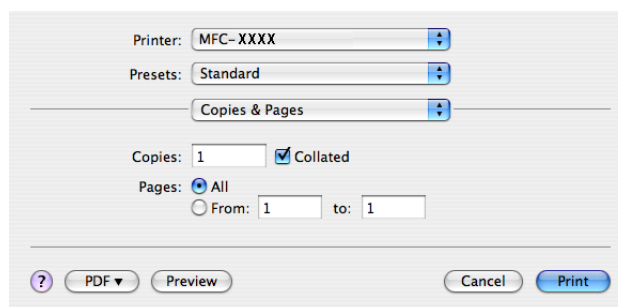 Printer: MFC-XXXX
Presets: Standard
Copies & Pages
Copies: 1 Collated
Pages: All
From: 1 to: 1
? PDF ▼ Preview Cancel Print